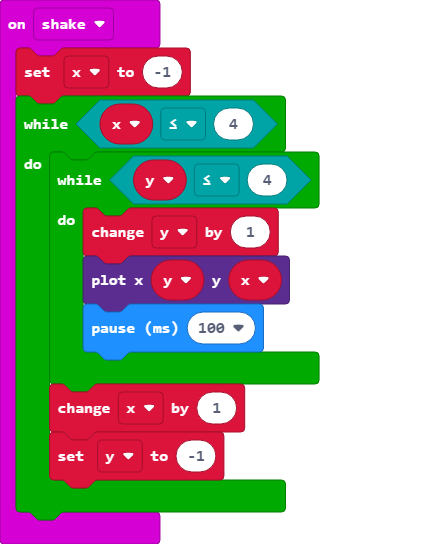 on shake
set x to -1
while x ≤ 4
do
while y ≤ 4
do
change y by 1
plot x y y x
pause (ms) 100
change x by 1
set y to -1